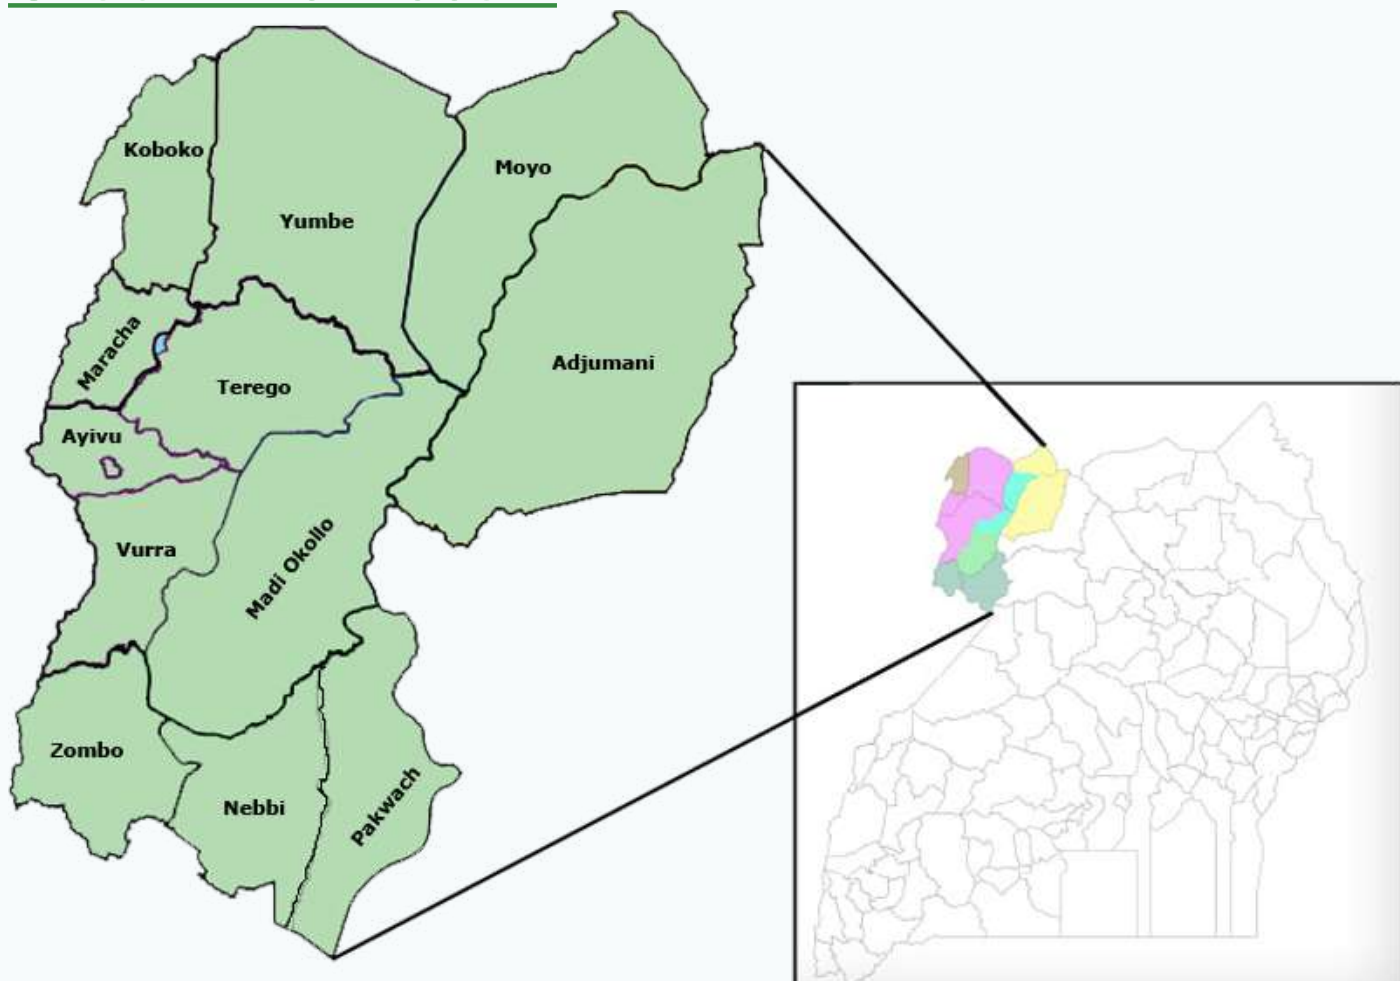 Koboko
Moyo
Yumbe
Maracha
Adjumani
Terego
Ayivu
Vurra
Madi Okollo
Zombo
Nebbi
Pakwach